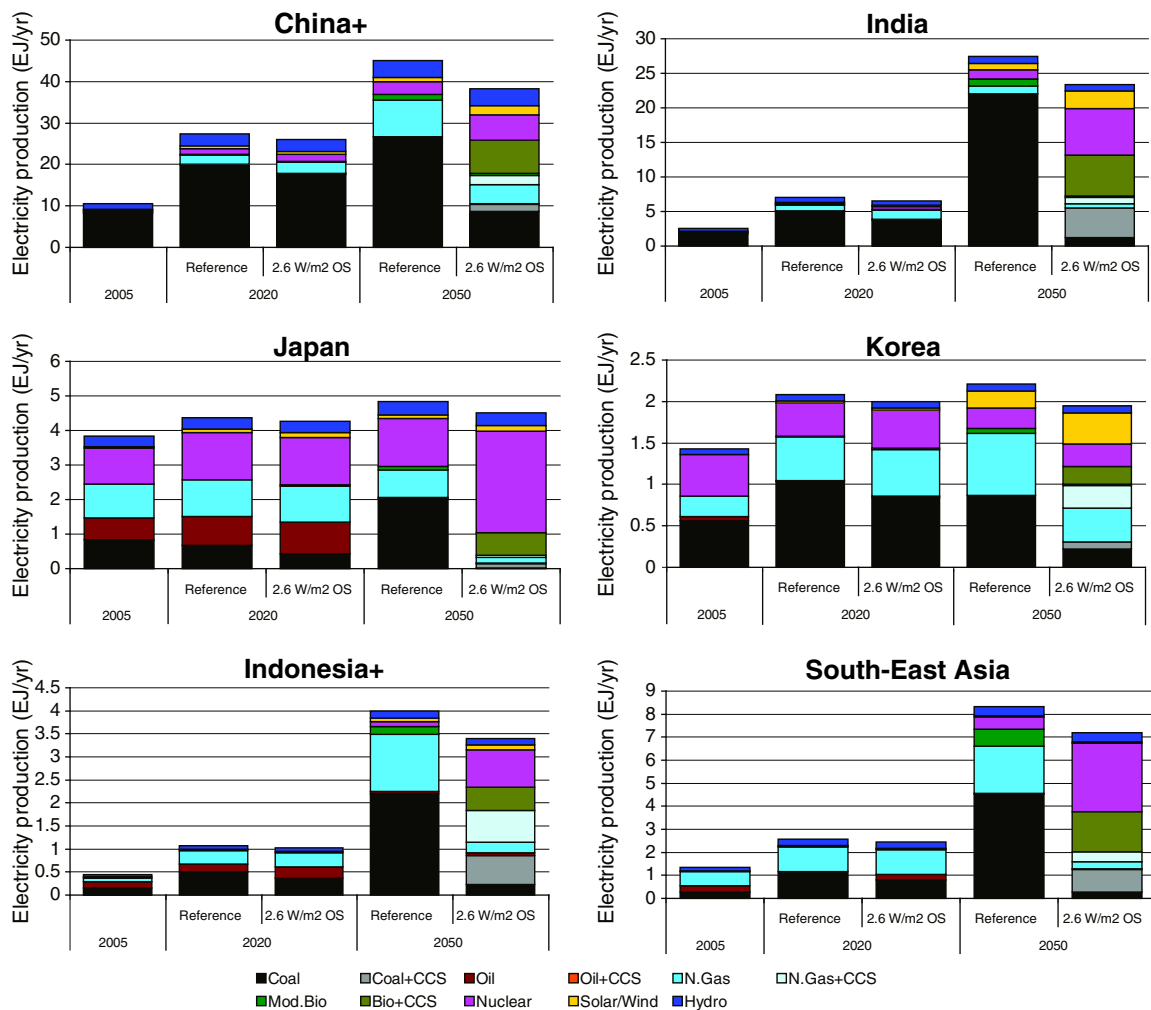 China+
Electricity production (EJ/yr)
50
40
30
20
10
0
Reference
2.6 W/m2 OS
Reference
2.6 W/m2 OS
2005
2020
2050
India
Electricity production (EJ/yr)
30
25
20
15
10
5
0
Reference
2.6 W/m2 OS
Reference
2.6 W/m2 OS
2005
2020
2050
Japan
Electricity production (EJ/yr)
6
5
4
3
2
1
0
Reference
2.6 W/m2 OS
Reference
2.6 W/m2 OS
2005
2020
2050
Korea
Electricity production (EJ/yr)
2.5
2
1.5
1
0.5
0
Reference
2.6 W/m2 OS
Reference
2.6 W/m2 OS
2005
2020
2050
Indonesia+
Electricity production (EJ/yr)
4.5
4
3.5
3
2.5
2
1.5
1
0.5
0
Reference
2.6 W/m2 OS
Reference
2.6 W/m2 OS
2005
2020
2050
South-East Asia
Electricity production (EJ/yr)
9
8
7
6
5
4
3
2
1
0
Reference
2.6 W/m2 OS
Reference
2.6 W/m2 OS
2005
2020
2050
Coal
Coal+CCS
Oil
Oil+CCS
N.Gas
N.Gas+CCS
Mod.Bio
Bio+CCS
Nuclear
Solar/Wind
Hydro